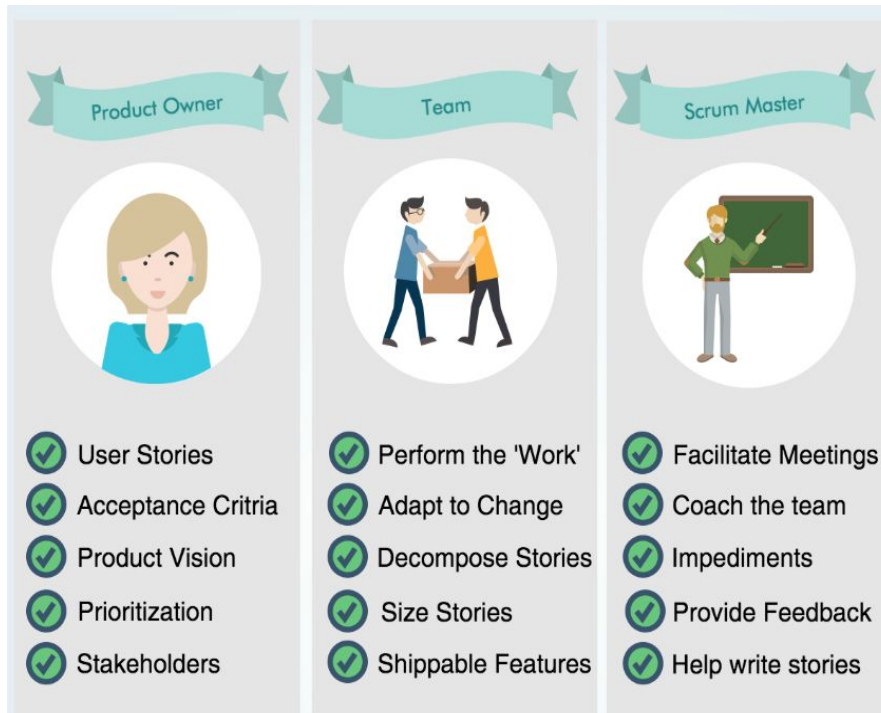 Product Owner
User Stories
Acceptance Critria
Product Vision
Prioritization
Stakeholders
Team
Perform the 'Work'
Adapt to Change
Decompose Stories
Size Stories
Shippable Features
Scrum Master
Facilitate Meetings
Coach the team
Impediments
Provide Feedback
Help write stories